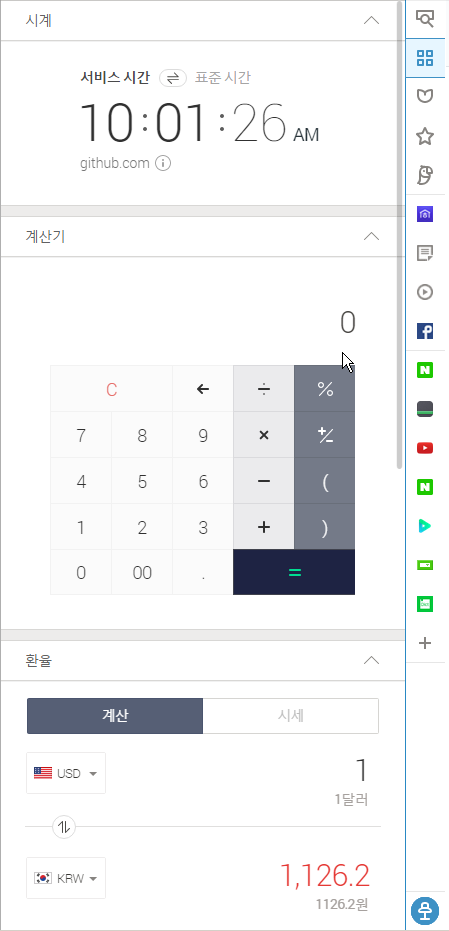 시계
서비스 시간 표준 시간
10:01:26 AM
github.com
계산기
0
C ← ÷ %
7 8 9 × +/-
4 5 6 − (
1 2 3 + )
0 00 . =
환율
계산 시세
USD 1
1달러
KRW 1,126.2
1126.2원